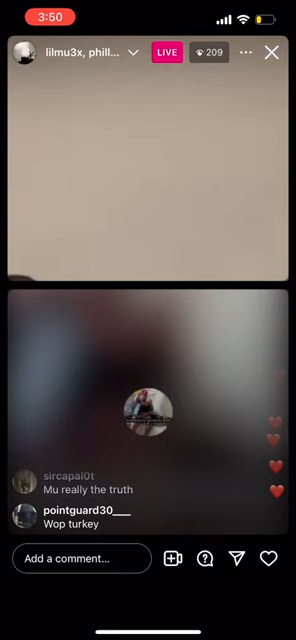 3:50
lilmu3x, phill...
LIVE
209
sircapal0t
Mu really the truth
pointguard30___
Wop turkey
Add a comment...